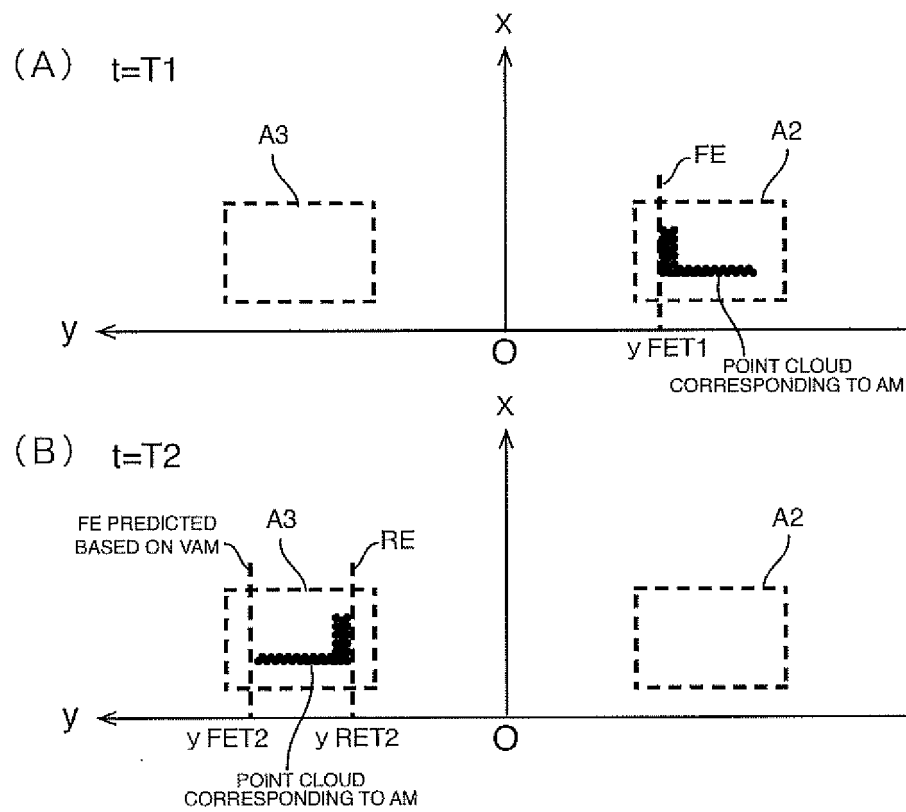 (A) t=T1
X
A3
FE
A2
y
O
y FET1
POINT CLOUD
CORRESPONDING TO AM
(B) t=T2
X
FE PREDICTED
BASED ON VAM
A3
RE
A2
y
y FET2
y RET2
O
POINT CLOUD
CORRESPONDING TO AM